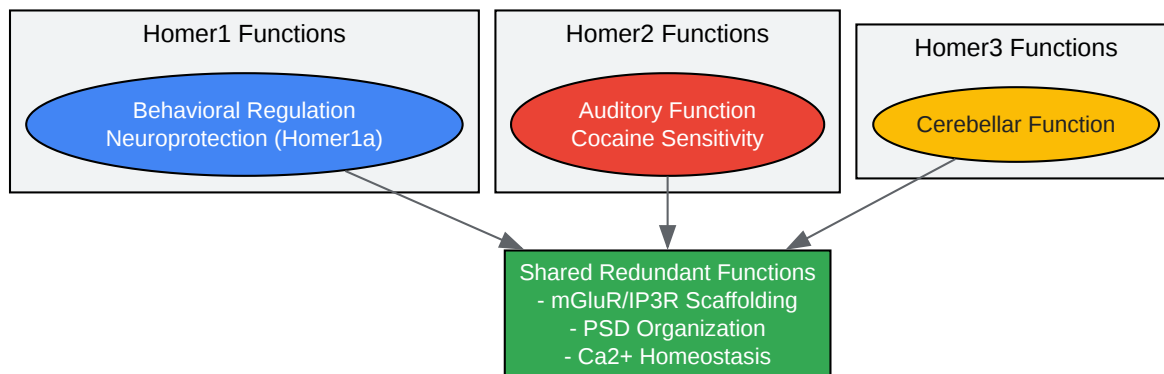 Homer1 Functions
Behavioral Regulation
Neuroprotection (Homer1a)
Homer2 Functions
Auditory Function
Cocaine Sensitivity
Homer3 Functions
Cerebellar Function
Shared Redundant Functions
- mGluR/IP3R Scaffolding
- PSD Organization
- Ca2+ Homeostasis